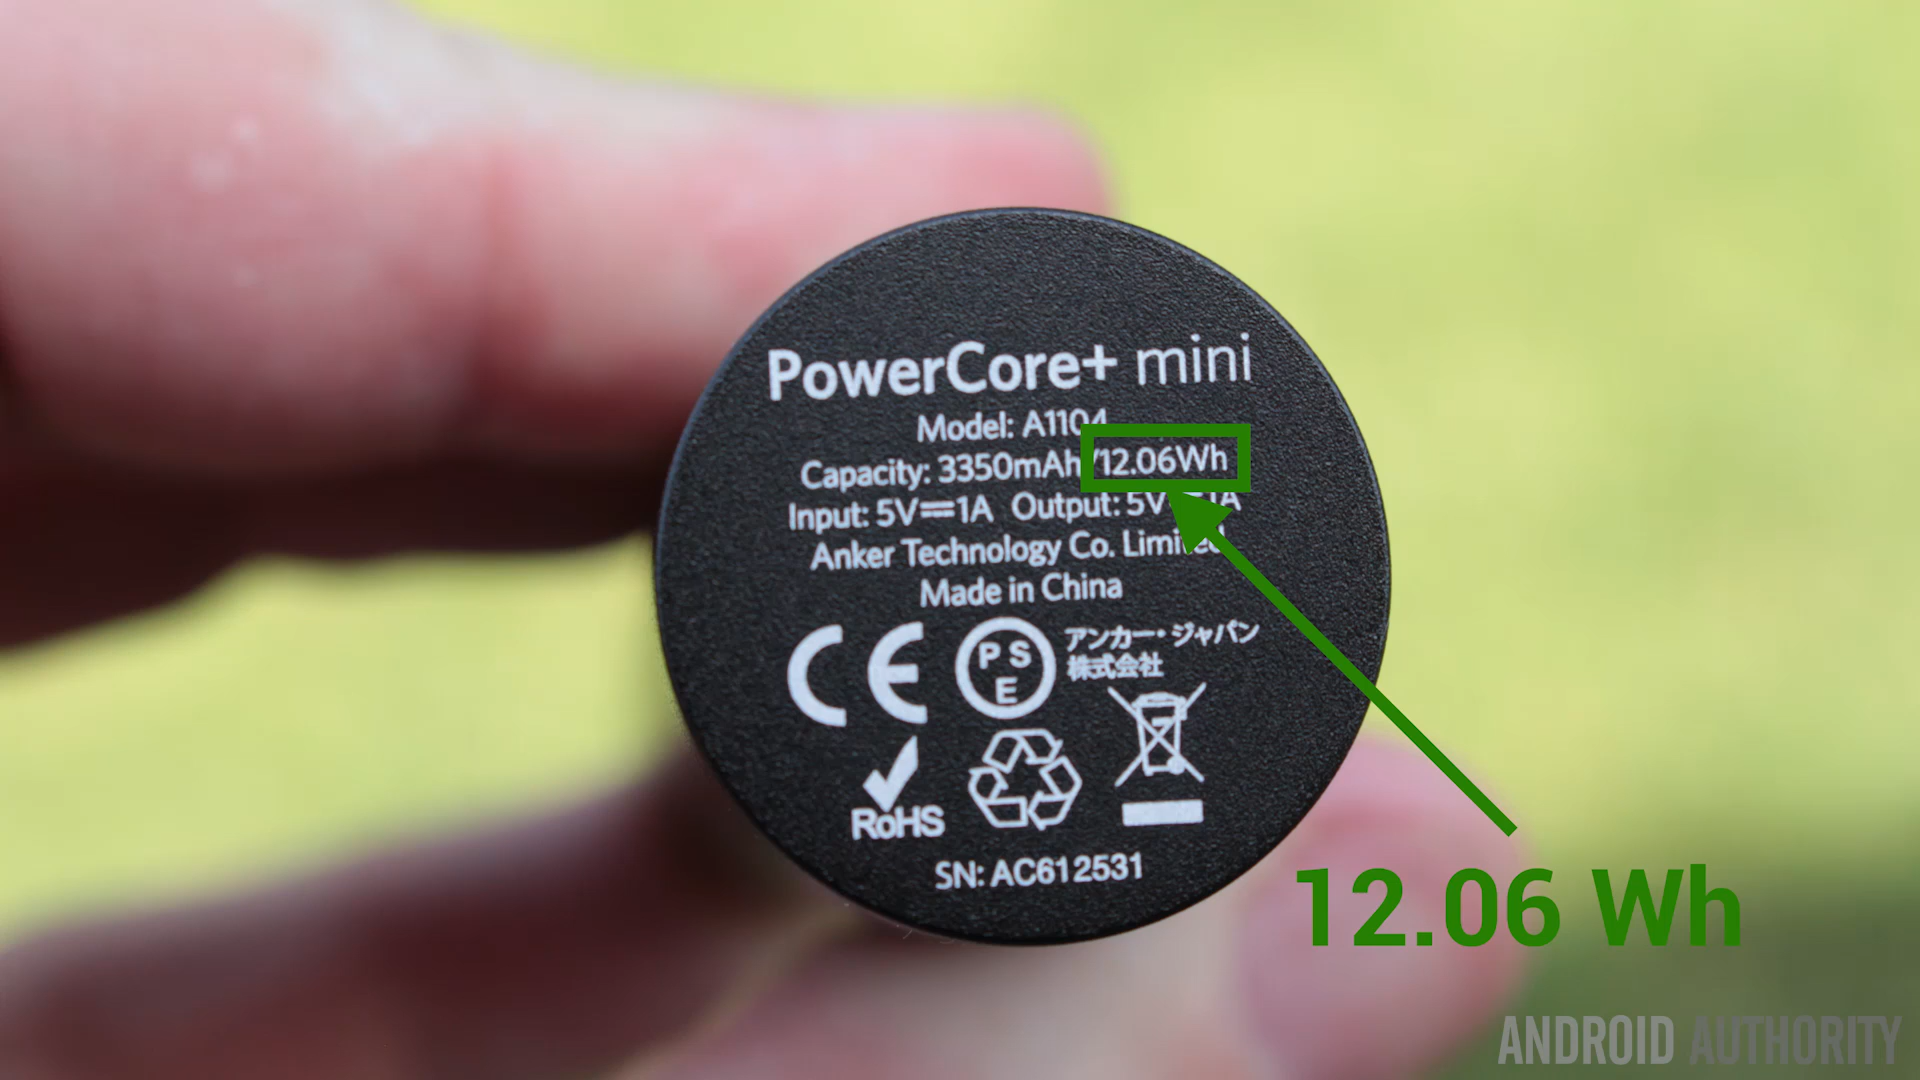 PowerCore+ mini
Model: A1104
Capacity: 3350mAh/12.06Wh
Input: 5V⎓1A Output: 5V⎓1A
Anker Technology Co. Limited
Made in China
CE
PSE
アンカー・ジャパン
株式会社
RoHS
SN: AC612531
12.06 Wh
ANDROID AUTHORITY